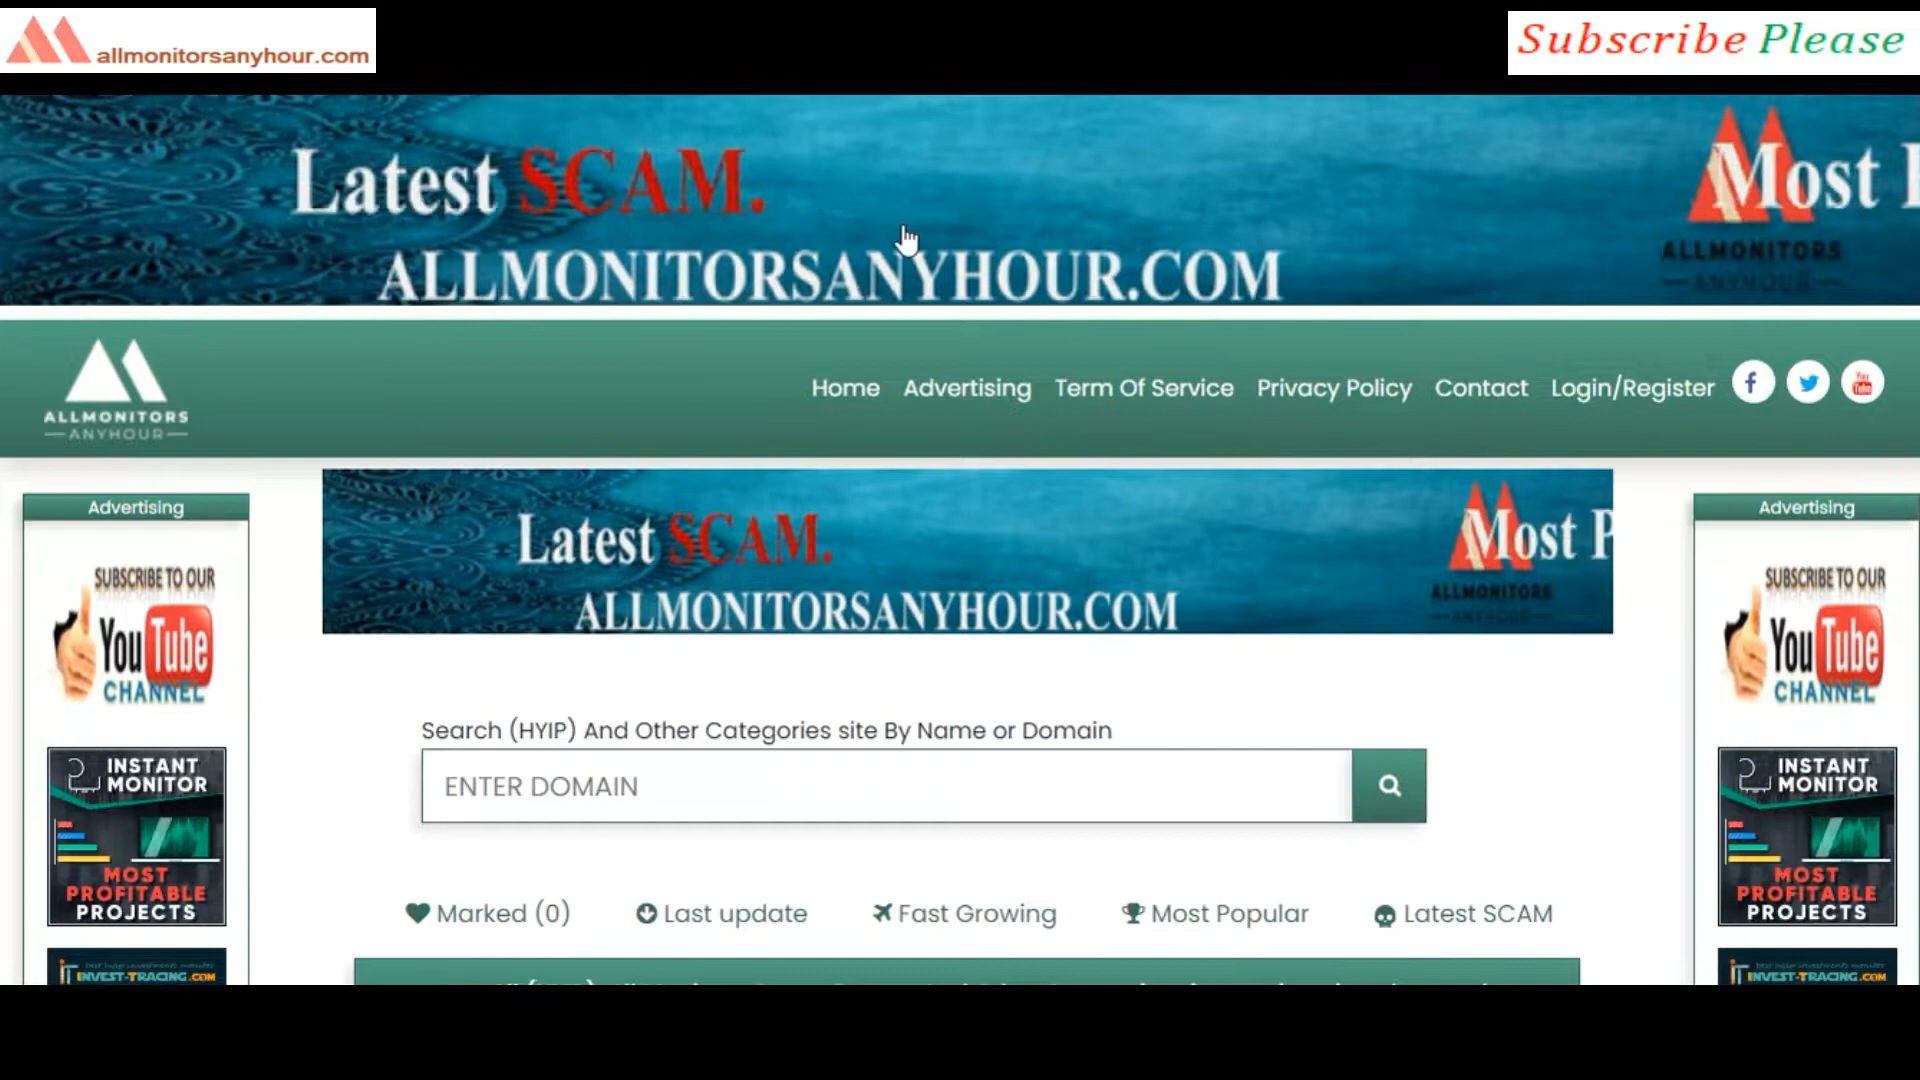 allmonitorsanyhour.com
Subscribe Please
Latest SCAM.
Most
ALLMONITORSANYHOUR.COM
ALLMONITORS
ANYHOUR
ALLMONITORS
ANYHOUR
Home Advertising Term Of Service Privacy Policy Contact Login/Register
You Tube
Advertising
Latest SCAM.
Most P
ALLMONITORSANYHOUR.COM
ALLMONITORS
ANYHOUR
Advertising
SUBSCRIBE TO OUR
YouTube
CHANNEL
SUBSCRIBE TO OUR
YouTube
CHANNEL
Search (HYIP) And Other Categories site By Name or Domain
ENTER DOMAIN
INSTANT
MONITOR
MOST
PROFITABLE
PROJECTS
INSTANT
MONITOR
MOST
PROFITABLE
PROJECTS
Marked (0) Last update Fast Growing Most Popular Latest SCAM
INVEST-TRACING.COM
INVEST-TRACING.COM